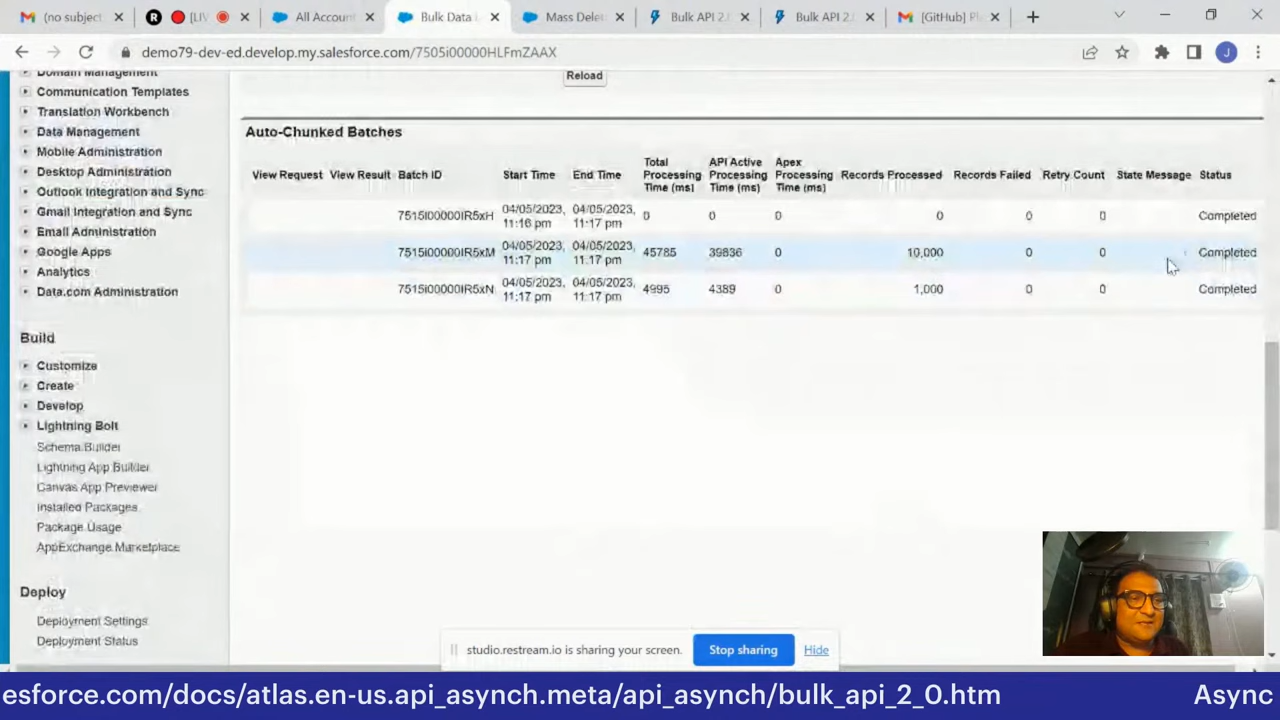 (no subject
[LIV
All Account
Bulk Data L
Mass Delet
Bulk API 2.
Bulk API 2.
[GitHub] Pl
demo79-dev-ed.develop.my.salesforce.com/7505i00000HLFmZAAX
J
Domain Management
Communication Templates
Translation Workbench
Data Management
Mobile Administration
Desktop Administration
Outlook Integration and Sync
Gmail Integration and Sync
Email Administration
Google Apps
Analytics
Data.com Administration
Build
Customize
Create
Develop
Lightning Bolt
Schema Builder
Lightning App Builder
Canvas App Previewer
Installed Packages
Package Usage
AppExchange Marketplace
Deploy
Deployment Settings
Deployment Status
Reload
Auto-Chunked Batches
View Request View Result Batch ID Start Time End Time Total Processing Time (ms) API Active Processing Time (ms) Apex Processing Time (ms) Records Processed Records Failed Retry Count State Message Status
7515i00000IR5xH 04/05/2023, 11:16 pm 04/05/2023, 11:17 pm 0 0 0 0 0 0 Completed
7515i00000IR5xM 04/05/2023, 11:17 pm 04/05/2023, 11:17 pm 45785 39836 0 10,000 0 0 Completed
7515i00000IR5xN 04/05/2023, 11:17 pm 04/05/2023, 11:17 pm 4995 4389 0 1,000 0 0 Completed
studio.restream.io is sharing your screen. Stop sharing Hide
esforce.com/docs/atlas.en-us.api_asynch.meta/api_asynch/bulk_api_2_0.htm Async